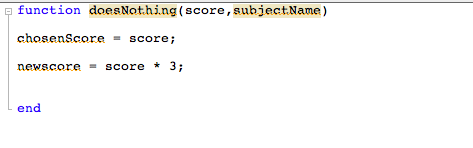 function doesNothing(score,subjectName)
chosenScore = score;
newscore = score * 3;
end